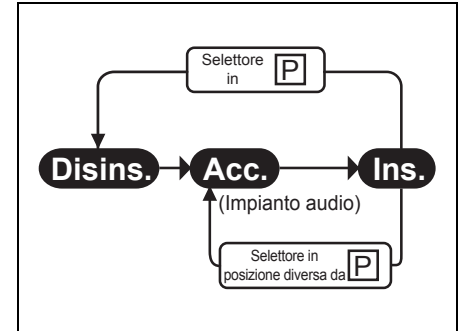 Selettore
in P
Disins. Acc. Ins.
(Impianto audio)
Selettore in
posizione diversa da P